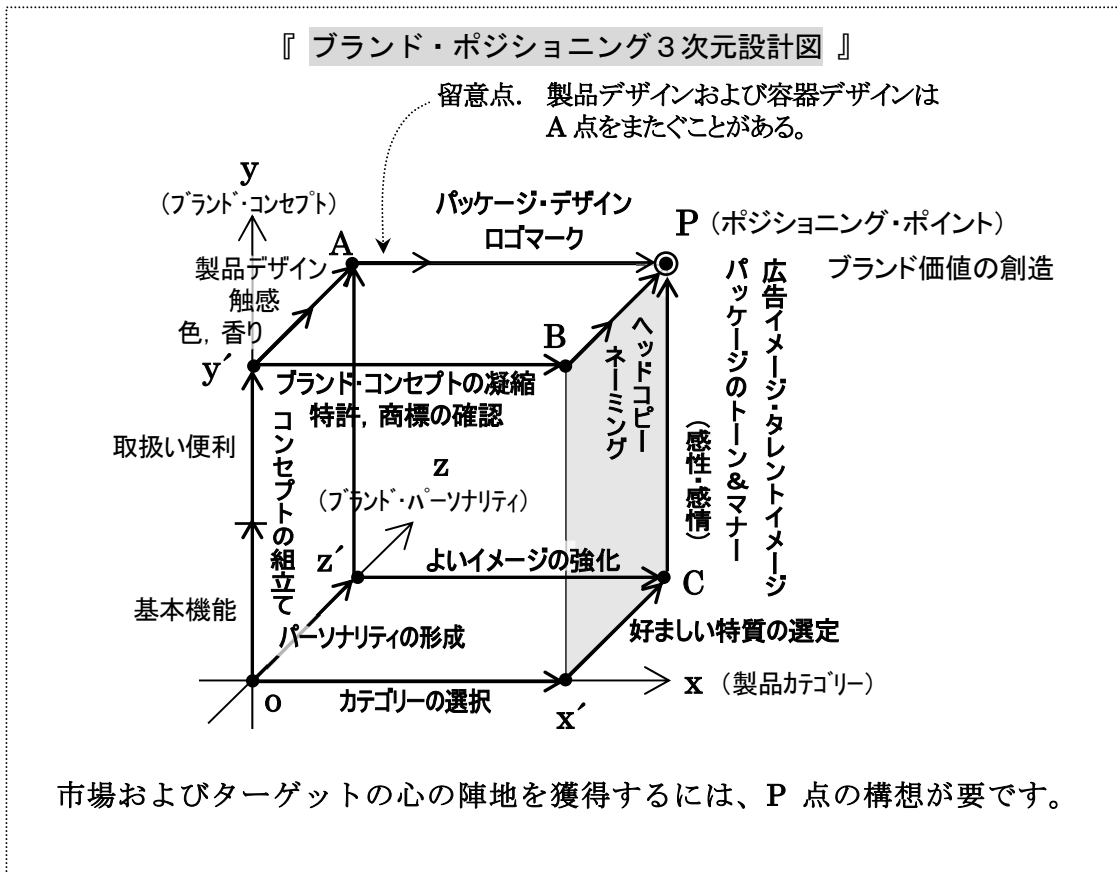 『 ブランド・ポジショニング３次元設計図 』
留意点. 製品デザインおよび容器デザインは
A 点をまたぐことがある。
y
(ブランド・コンセプト)
パッケージ・デザイン
ロゴマーク
P (ポジショニング・ポイント)
A
製品デザイン
触感
色, 香り
ブランド価値の創造
B
y´
ブランド・コンセプトの凝縮
特許, 商標の確認
ヘッドコピー
ネーミング
広告イメージ・タレントイメージ
パッケージのトーン&マナー
(感性・感情)
コンセプトの組立て
取扱い便利
z
(ブランド・パーソナリティ)
z´
よいイメージの強化
C
基本機能
パーソナリティの形成
好ましい特質の選定
o
カテゴリーの選択
x´
x (製品カテゴリー)
市場およびターゲットの心の陣地を獲得するには、P 点の構想が要です。